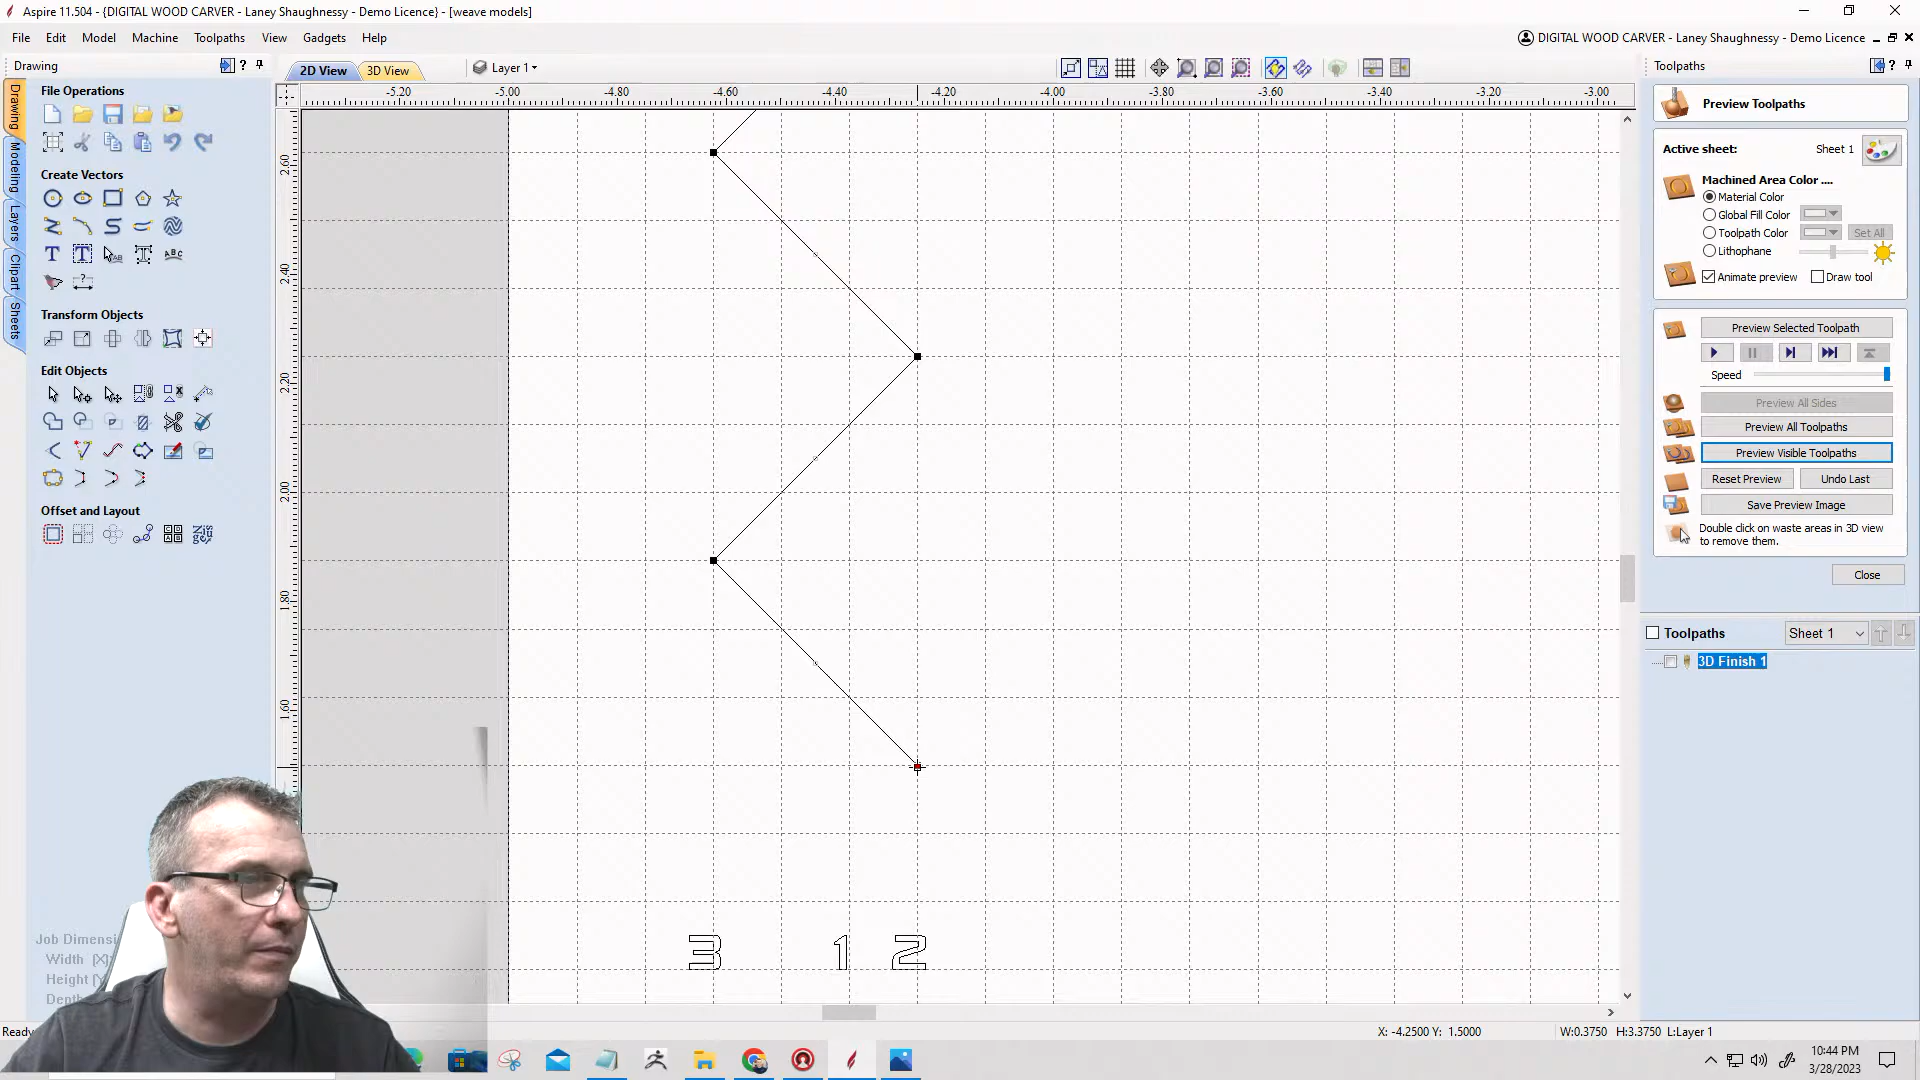 Aspire 11.504 - {DIGITAL WOOD CARVER - Laney Shaughnessy - Demo Licence} - [weave models]
File Edit Model Machine Toolpaths View Gadgets Help
DIGITAL WOOD CARVER - Laney Shaughnessy - Demo Licence
Drawing
2D View
3D View
Layer 1
Toolpaths
-5.20 -5.00 -4.80 -4.60 -4.40 -4.20 -4.00 -3.80 -3.60 -3.40 -3.20 -3.00
2.60
2.40
2.20
2.00
1.80
1.60
Drawing
Modeling
Layers
Clipart
Sheets
File Operations
Create Vectors
Transform Objects
Edit Objects
Offset and Layout
Job Dimensi
Width (X)
Height (Y
Dept
Ready
3 1 2
Preview Toolpaths
Active sheet: Sheet 1
Machined Area Color ....
Material Color
Global Fill Color
Toolpath Color
Set All
Lithophane
Animate preview
Draw tool
Preview Selected Toolpath
Speed
Preview All Sides
Preview All Toolpaths
Preview Visible Toolpaths
Reset Preview
Undo Last
Save Preview Image
Double click on waste areas in 3D view
to remove them.
Close
Toolpaths
Sheet 1
3D Finish 1
X: -4.2500 Y: 1.5000
W:0.3750 H:3.3750 L:Layer 1
10:44 PM
3/28/2023